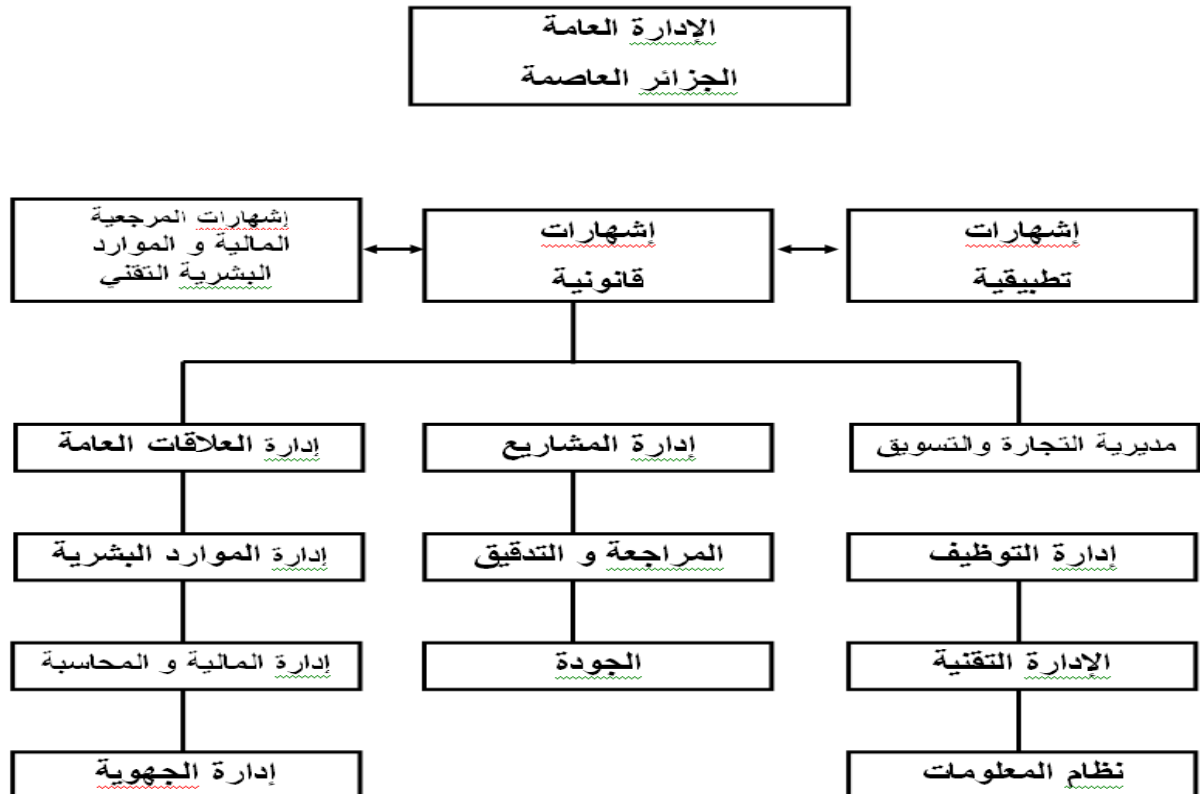 الإدارة العامة
الجزائر العاصمة
إشهارات
تطبيقية
إشهارات
قانونية
إشهارات المرجعية
المالية و الموارد
البشرية التقني
مديرية التجارة والتسويق
إدارة المشاريع
إدارة العلاقات العامة
إدارة التوظيف
المراجعة و التدقيق
إدارة الموارد البشرية
الإدارة التقنية
الجودة
إدارة المالية و المحاسبة
نظام المعلومات
إدارة الجهوية